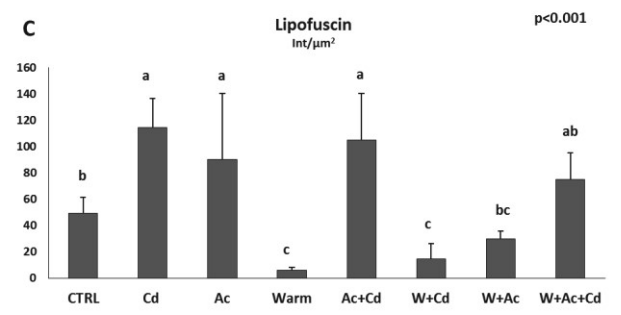 C
Lipofuscin
Int/µm²
p<0.001
160
140
120
100
80
60
40
20
0
b
a
a
c
a
c
bc
ab
CTRL Cd Ac Warm Ac+Cd W+Cd W+Ac W+Ac+Cd